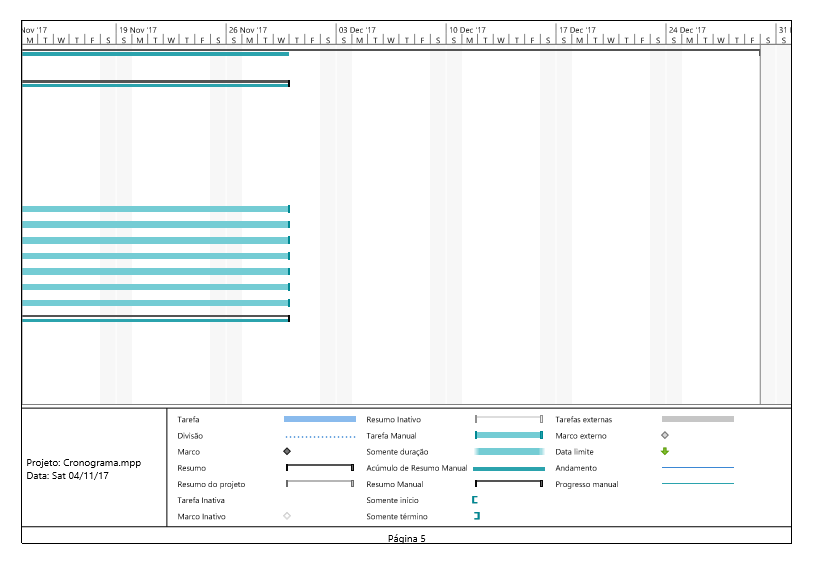 Nov '17 19 Nov '17 26 Nov '17 03 Dec '17 10 Dec '17 17 Dec '17 24 Dec '17 31
M T W T F S S M T W T F S S M T W T F S S M T W T F S S M T W T F S S M T W T F S S M T W T F S S
Tarefa Resumo Inativo Tarefas externas
Divisão Tarefa Manual Marco externo
Marco Somente duração Data limite
Resumo Acúmulo de Resumo Manual Andamento
Resumo do projeto Resumo Manual Progresso manual
Tarefa Inativa Somente início
Marco Inativo Somente término
Projeto: Cronograma.mpp
Data: Sat 04/11/17
Página 5